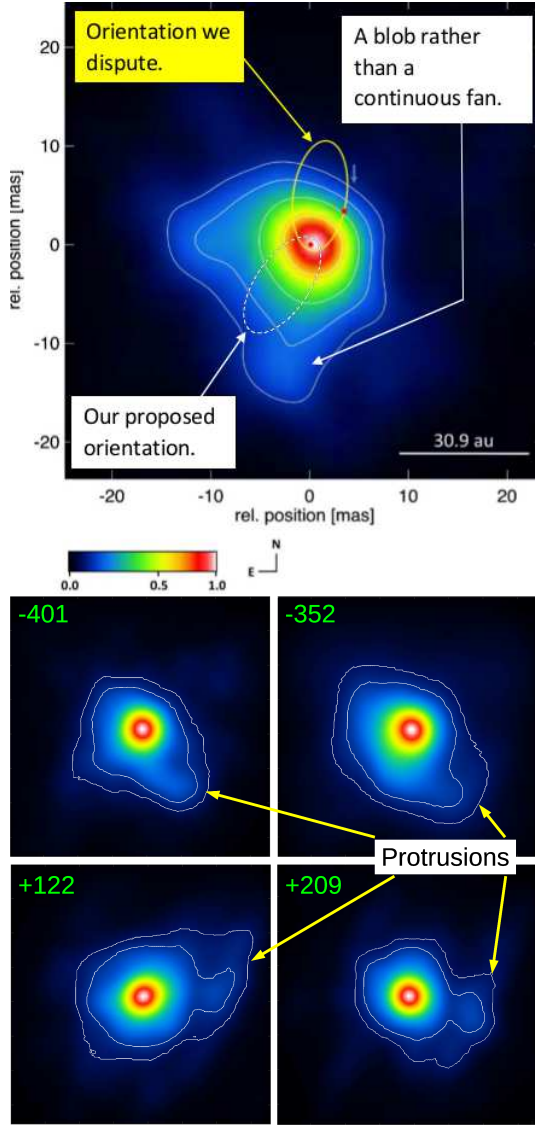 Orientation we
dispute.
A blob rather
than a
continuous fan.
20
10
0
-10
-20
rel. position [mas]
Our proposed
orientation.
30.9 au
-20
-10
0
10
20
rel. position [mas]
0.0
0.5
1.0
N
E
-401
-352
Protrusions
+122
+209